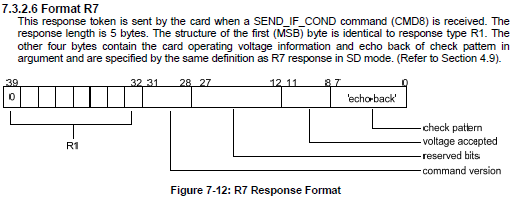 7.3.2.6 Format R7
This response token is sent by the card when a SEND_IF_COND command (CMD8) is received. The
response length is 5 bytes. The structure of the first (MSB) byte is identical to response type R1. The
other four bytes contain the card operating voltage information and echo back of check pattern in
argument and are specified by the same definition as R7 response in SD mode. (Refer to Section 4.9).
39 32 31 28 27 12 11 8 7 0
0 'echo-back'
R1
check pattern
voltage accepted
reserved bits
command version
Figure 7-12: R7 Response Format